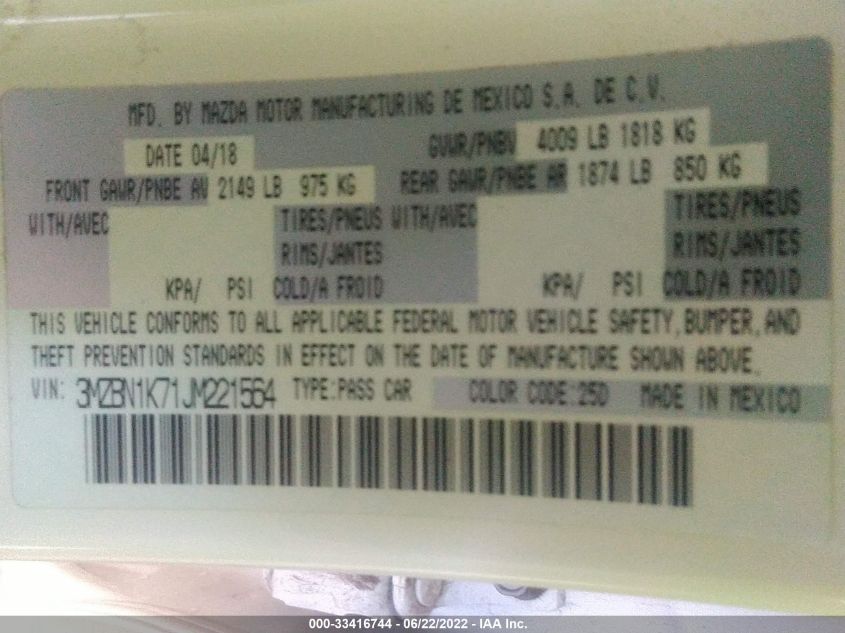 MFD. BY MAZDA MOTOR MANUFACTURING DE MEXICO S.A. DE C.V.
DATE 04/18 GVWR/PNBV 4009 LB 1818 KG
FRONT GAWR/PNBE AV 2149 LB 975 KG REAR GAWR/PNBE AR 1874 LB 850 KG
WITH/AVEC TIRES/PNEUS WITH/AVEC TIRES/PNEUS
RIMS/JANTES RIMS/JANTES
KPA/ PSI COLD/A FROID KPA/ PSI COLD/A FROID
THIS VEHICLE CONFORMS TO ALL APPLICABLE FEDERAL MOTOR VEHICLE SAFETY, BUMPER, AND
THEFT PREVENTION STANDARDS IN EFFECT ON THE DATE OF MANUFACTURE SHOWN ABOVE.
VIN: 3MZBN1K71JM221564 TYPE:PASS CAR COLOR CODE:25D MADE IN MEXICO
000-33416744 - 06/22/2022 - IAA Inc.